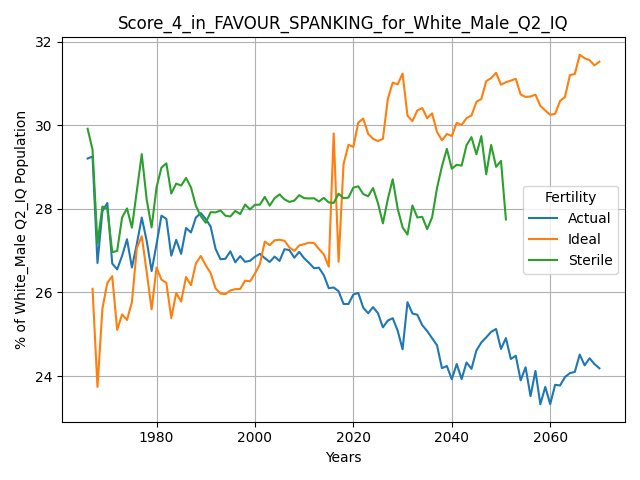 Score_4_in_FAVOUR_SPANKING_for_White_Male_Q2_IQ
% of White_Male Q2_IQ Population
32
30
28
26
24
Fertility
Actual
Ideal
Sterile
1980
2000
2020
2040
2060
Years